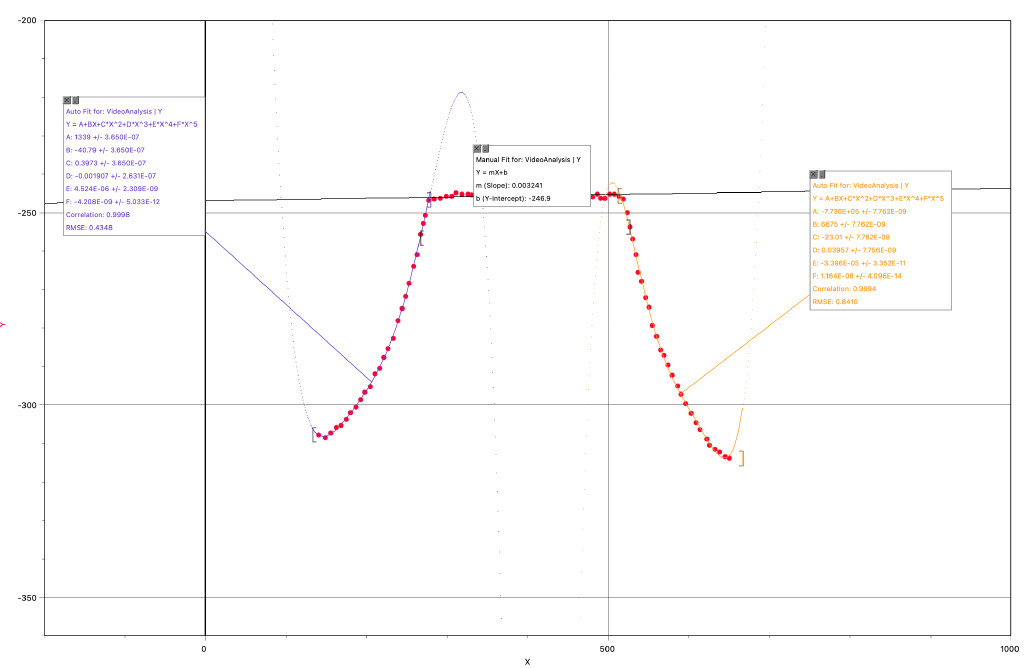 -200
Auto Fit for: VideoAnalysis | Y
Y = A+BX+C*X^2+D*X^3+E*X^4+F*X^5
A: 1339 +/- 3.650E-07
B: -40.79 +/- 3.650E-07
C: 0.3973 +/- 3.650E-07
D: -0.001907 +/- 2.631E-07
E: 4.524E-06 +/- 2.309E-09
F: -4.209E-09 +/- 5.033E-12
Correlation: 0.9998
RMSE: 0.4348
Manual Fit for: VideoAnalysis | Y
Y = mX+b
m (Slope): 0.003241
b (Y-Intercept): -246.9
Auto Fit for: VideoAnalysis | Y
Y = A+BX+C*X^2+D*X^3+E*X^4+F*X^5
A: -7.730E+05 +/- 7.762E-09
B: 6675 +/- 7.762E-09
C: -23.01 +/- 7.762E-09
D: 0.03957 +/- 7.756E-09
E: -3.396E-05 +/- 3.352E-11
F: 1.164E-08 +/- 4.096E-14
Correlation: 0.9994
RMSE: 0.8410
-250
Y
-300
-350
0
500
1000
X